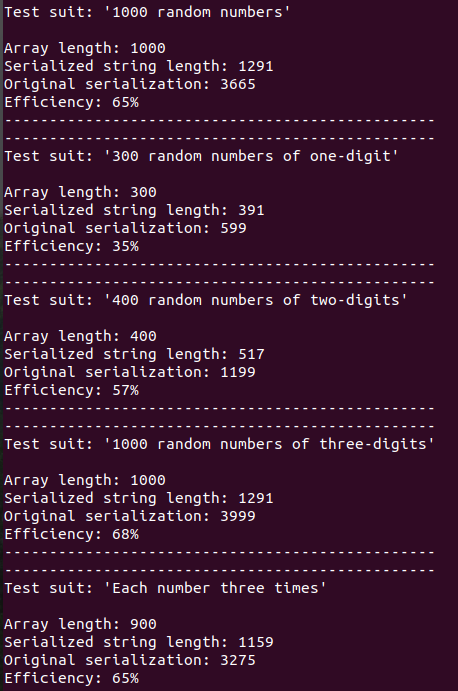 Test suit: '1000 random numbers'
Array length: 1000
Serialized string length: 1291
Original serialization: 3665
Efficiency: 65%
------------------------------------------------
------------------------------------------------
Test suit: '300 random numbers of one-digit'
Array length: 300
Serialized string length: 391
Original serialization: 599
Efficiency: 35%
------------------------------------------------
------------------------------------------------
Test suit: '400 random numbers of two-digits'
Array length: 400
Serialized string length: 517
Original serialization: 1199
Efficiency: 57%
------------------------------------------------
------------------------------------------------
Test suit: '1000 random numbers of three-digits'
Array length: 1000
Serialized string length: 1291
Original serialization: 3999
Efficiency: 68%
------------------------------------------------
------------------------------------------------
Test suit: 'Each number three times'
Array length: 900
Serialized string length: 1159
Original serialization: 3275
Efficiency: 65%